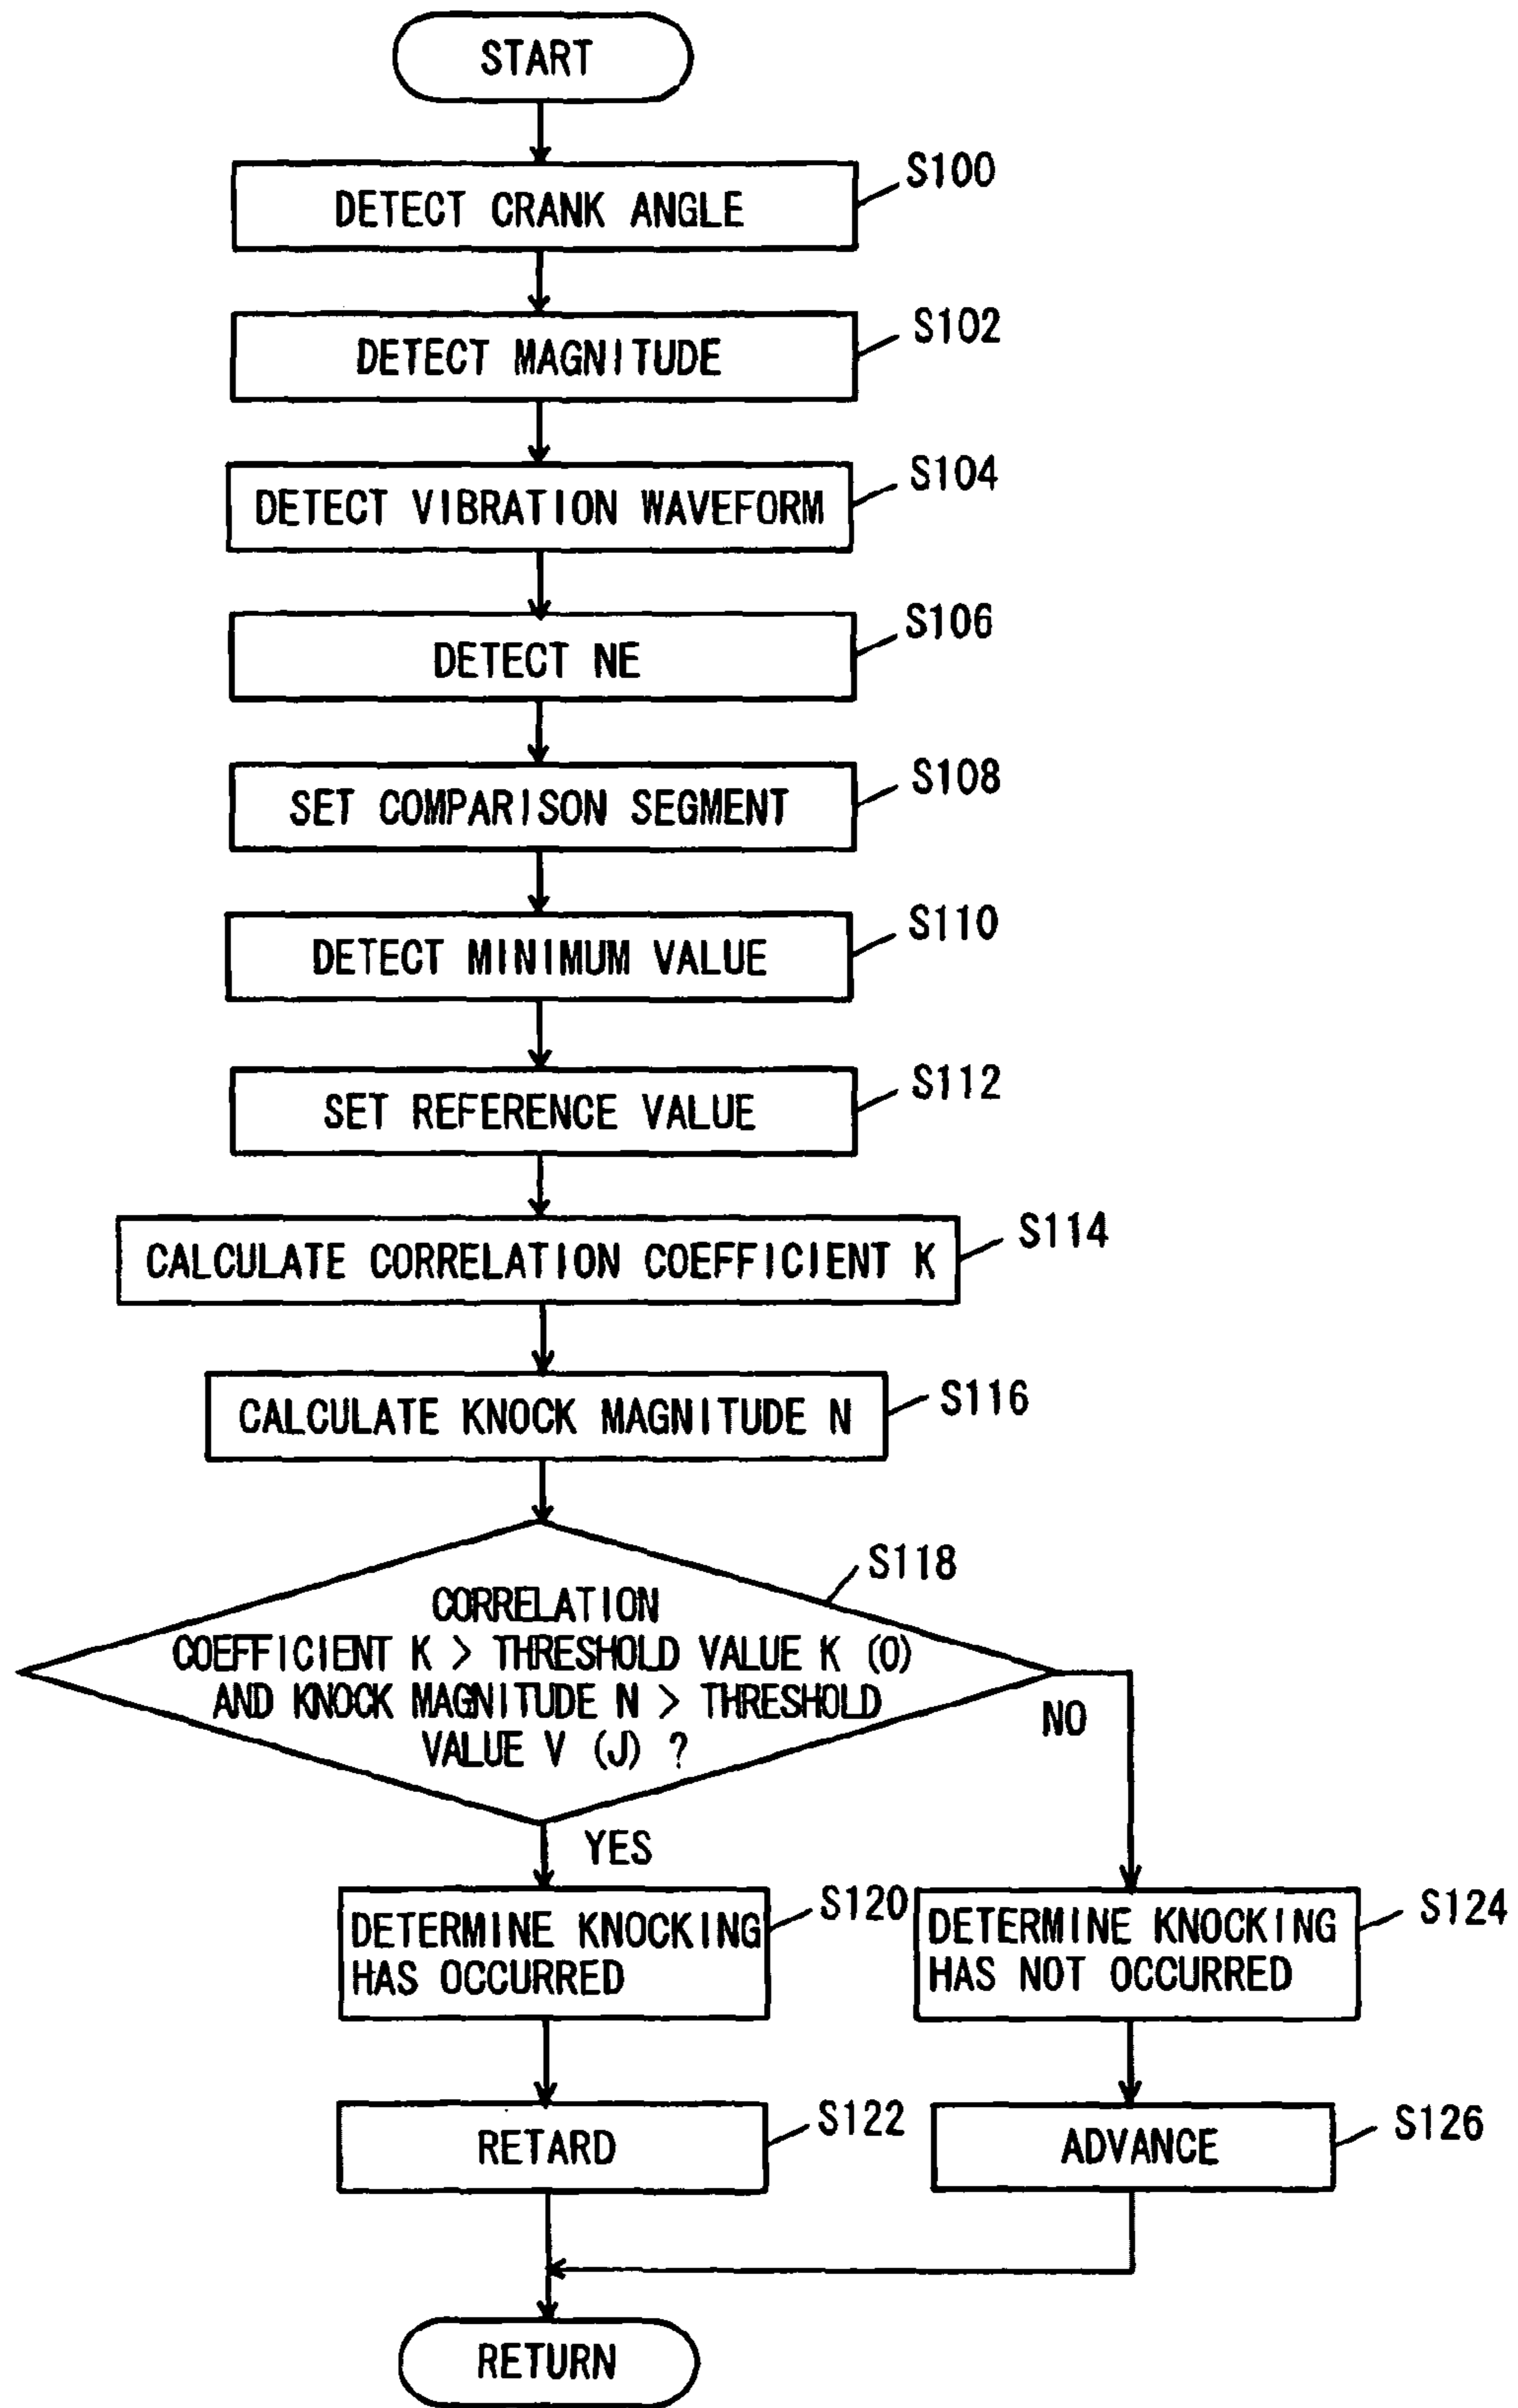 START
DETECT CRANK ANGLE
S100
DETECT MAGNITUDE
S102
DETECT VIBRATION WAVEFORM
S104
DETECT NE
S106
SET COMPARISON SEGMENT
S108
DETECT MINIMUM VALUE
S110
SET REFERENCE VALUE
S112
CALCULATE CORRELATION COEFFICIENT K
S114
CALCULATE KNOCK MAGNITUDE N
S116
S118
CORRELATION
COEFFICIENT K > THRESHOLD VALUE K (0)
AND KNOCK MAGNITUDE N > THRESHOLD
VALUE V (J) ?
NO
YES
DETERMINE KNOCKING
HAS OCCURRED
S120
DETERMINE KNOCKING
HAS NOT OCCURRED
S124
RETARD
S122
ADVANCE
S126
RETURN